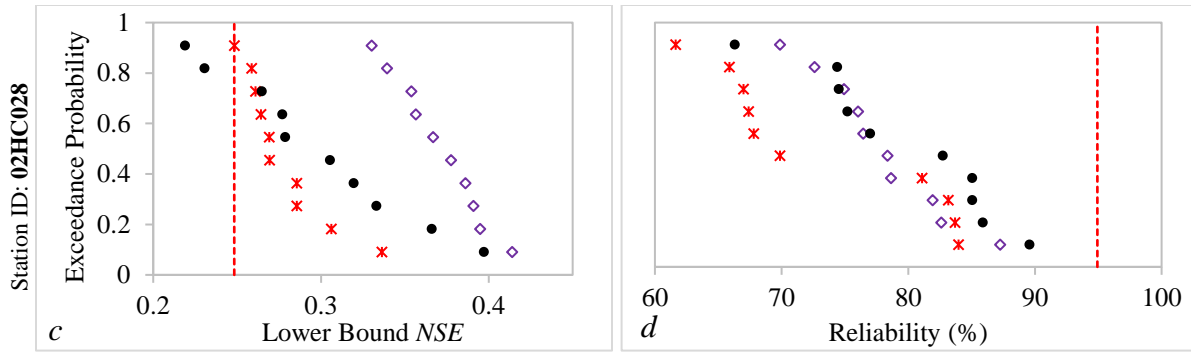 Station ID: 02HC028
Exceedance Probability
1
0.8
0.6
0.4
0.2
0
0.2
0.3
0.4
c
Lower Bound NSE
60
70
80
90
100
d
Reliability (%)